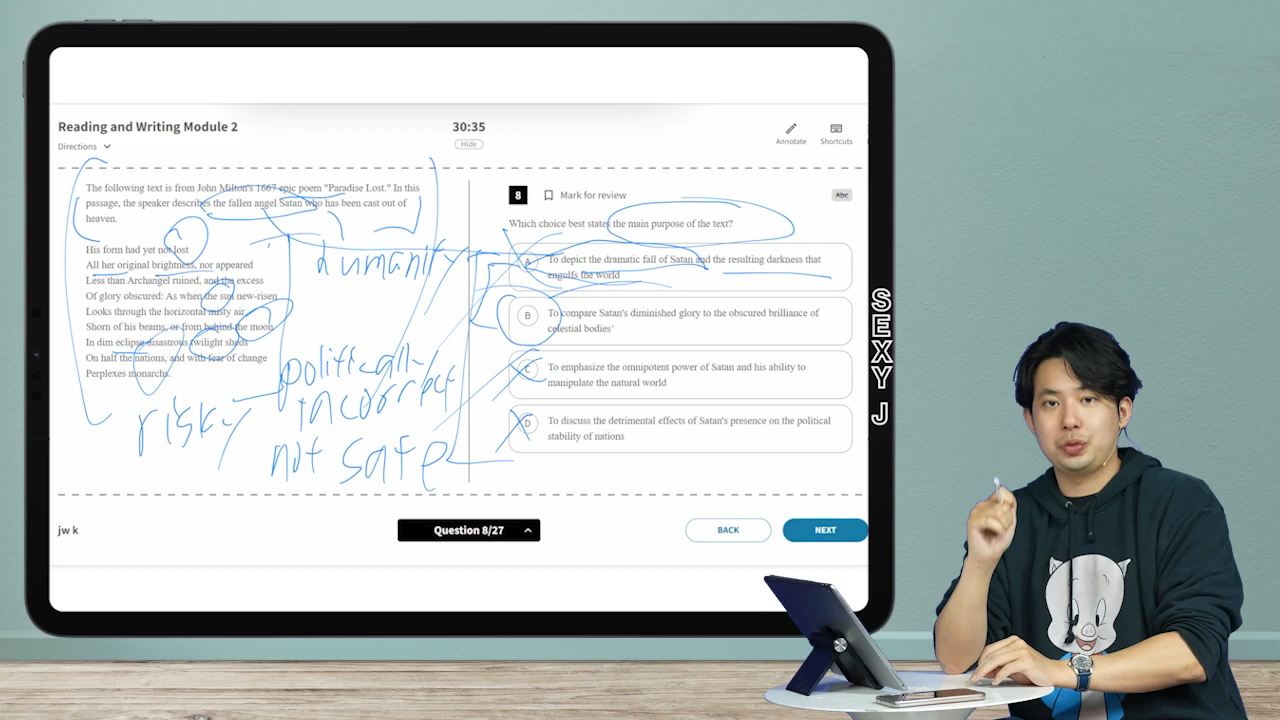 Reading and Writing Module 2
Directions
30:35
Hide
Annotate
Shortcuts
The following text is from John Milton's 1667 epic poem "Paradise Lost." In this
passage, the speaker describes the fallen angel Satan who has been cast out of
heaven.
His form had yet not lost
All her original brightness, nor appeared
Less than Archangel ruined, and the excess
Of glory obscured: As when the sun new-risen
Looks through the horizontal misty air
Shorn of his beams, or from behind the moon
In dim eclipse disastrous twilight sheds
On half the nations, and with fear of change
Perplexes monarchs.
humanity
politically
incorrect
risky
not safe
8
Mark for review
Abc
Which choice best states the main purpose of the text?
A
To depict the dramatic fall of Satan and the resulting darkness that
engulfs the world
B
To compare Satan's diminished glory to the obscured brilliance of
celestial bodies'
C
To emphasize the omnipotent power of Satan and his ability to
manipulate the natural world
D
To discuss the detrimental effects of Satan's presence on the political
stability of nations
jw k
Question 8/27
BACK
NEXT
SEXY J